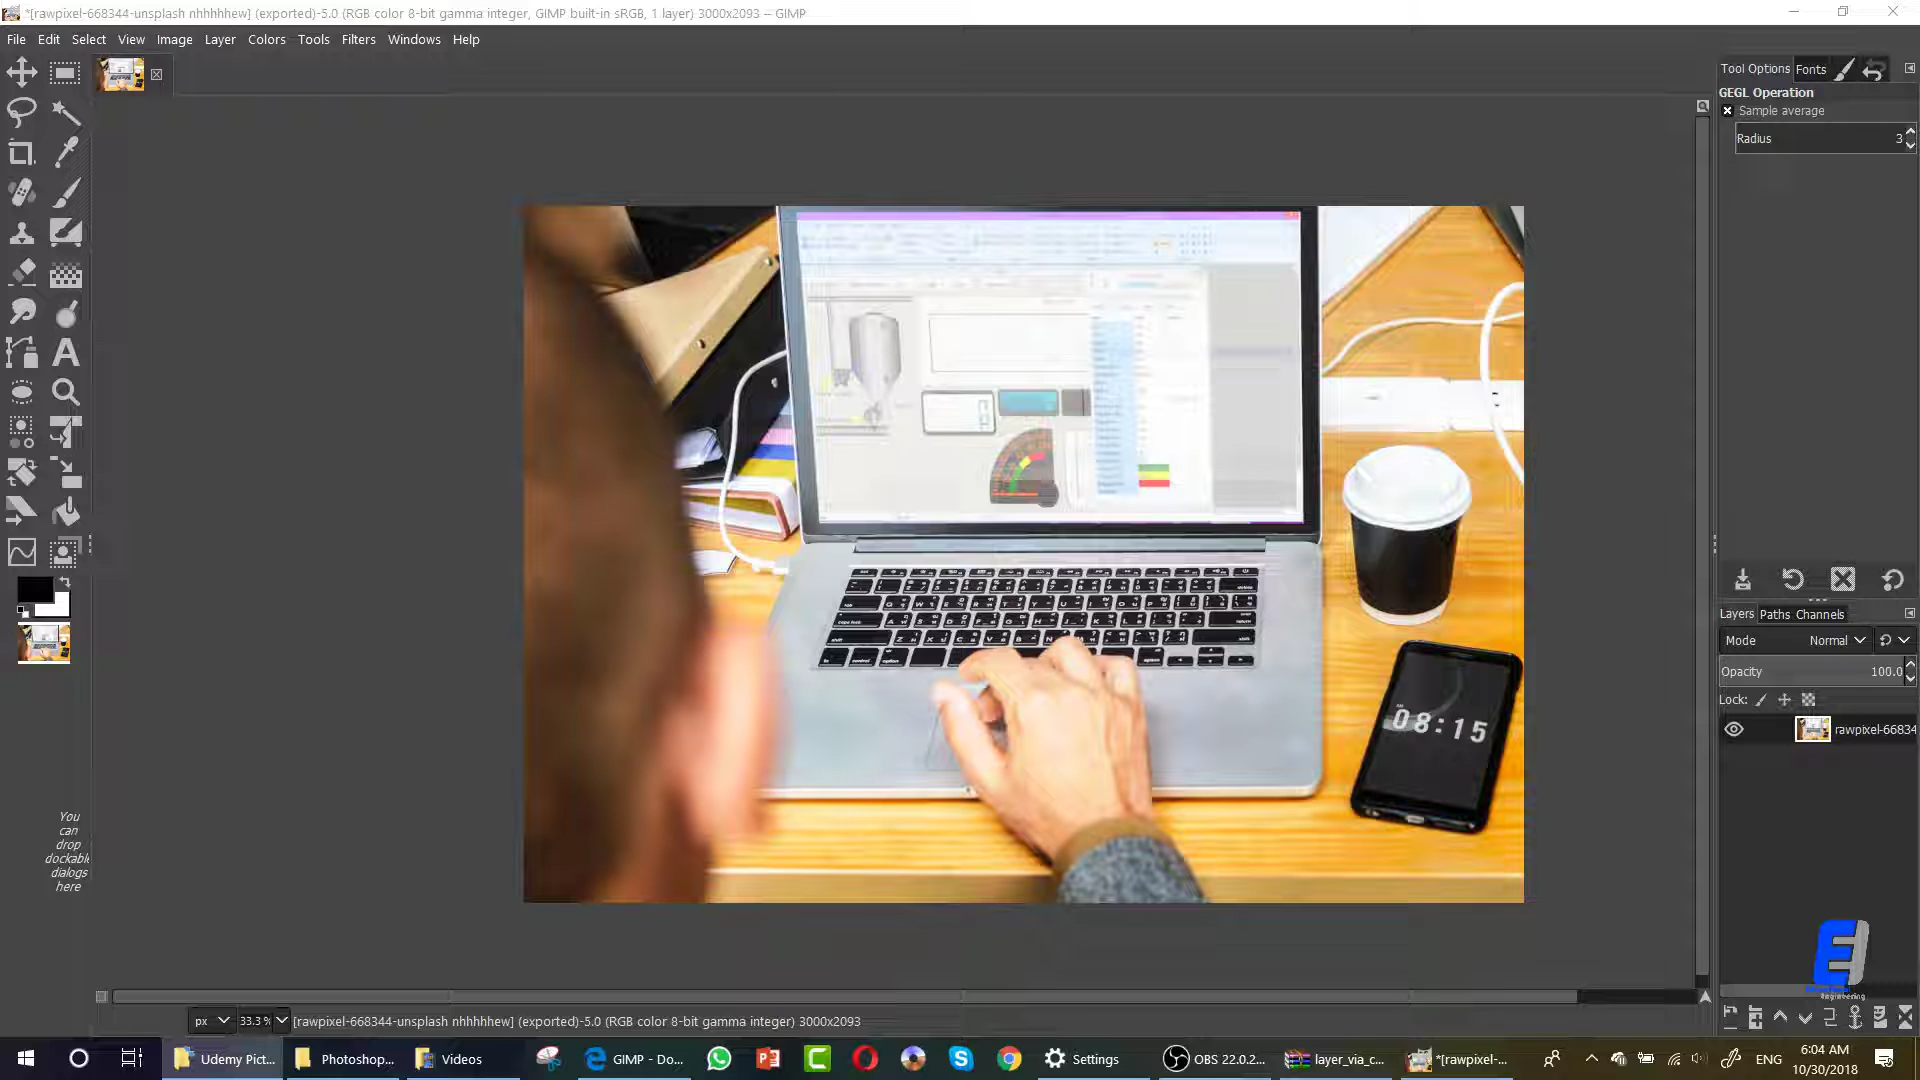 *[rawpixel-668344-unsplash nhhhhhew] (exported)-5.0 (RGB color 8-bit gamma integer, GIMP built-in sRGB, 1 layer) 3000x2093 – GIMP
File Edit Select View Image Layer Colors Tools Filters Windows Help
Tool Options Fonts
GEGL Operation
Sample average
Radius 3
Layers Paths Channels
Mode Normal
Opacity 100.0
Lock:
rawpixel-66834
08:15
You
can
drop
dockable
dialogs
here
Engineering
px 33.3 % [rawpixel-668344-unsplash nhhhhhew] (exported)-5.0 (RGB color 8-bit gamma integer) 3000x2093
Udemy Pict... Photoshop... Videos GIMP - Do... Settings OBS 22.0.2... layer_via_c... *[rawpixel-... ENG
6:04 AM
10/30/2018